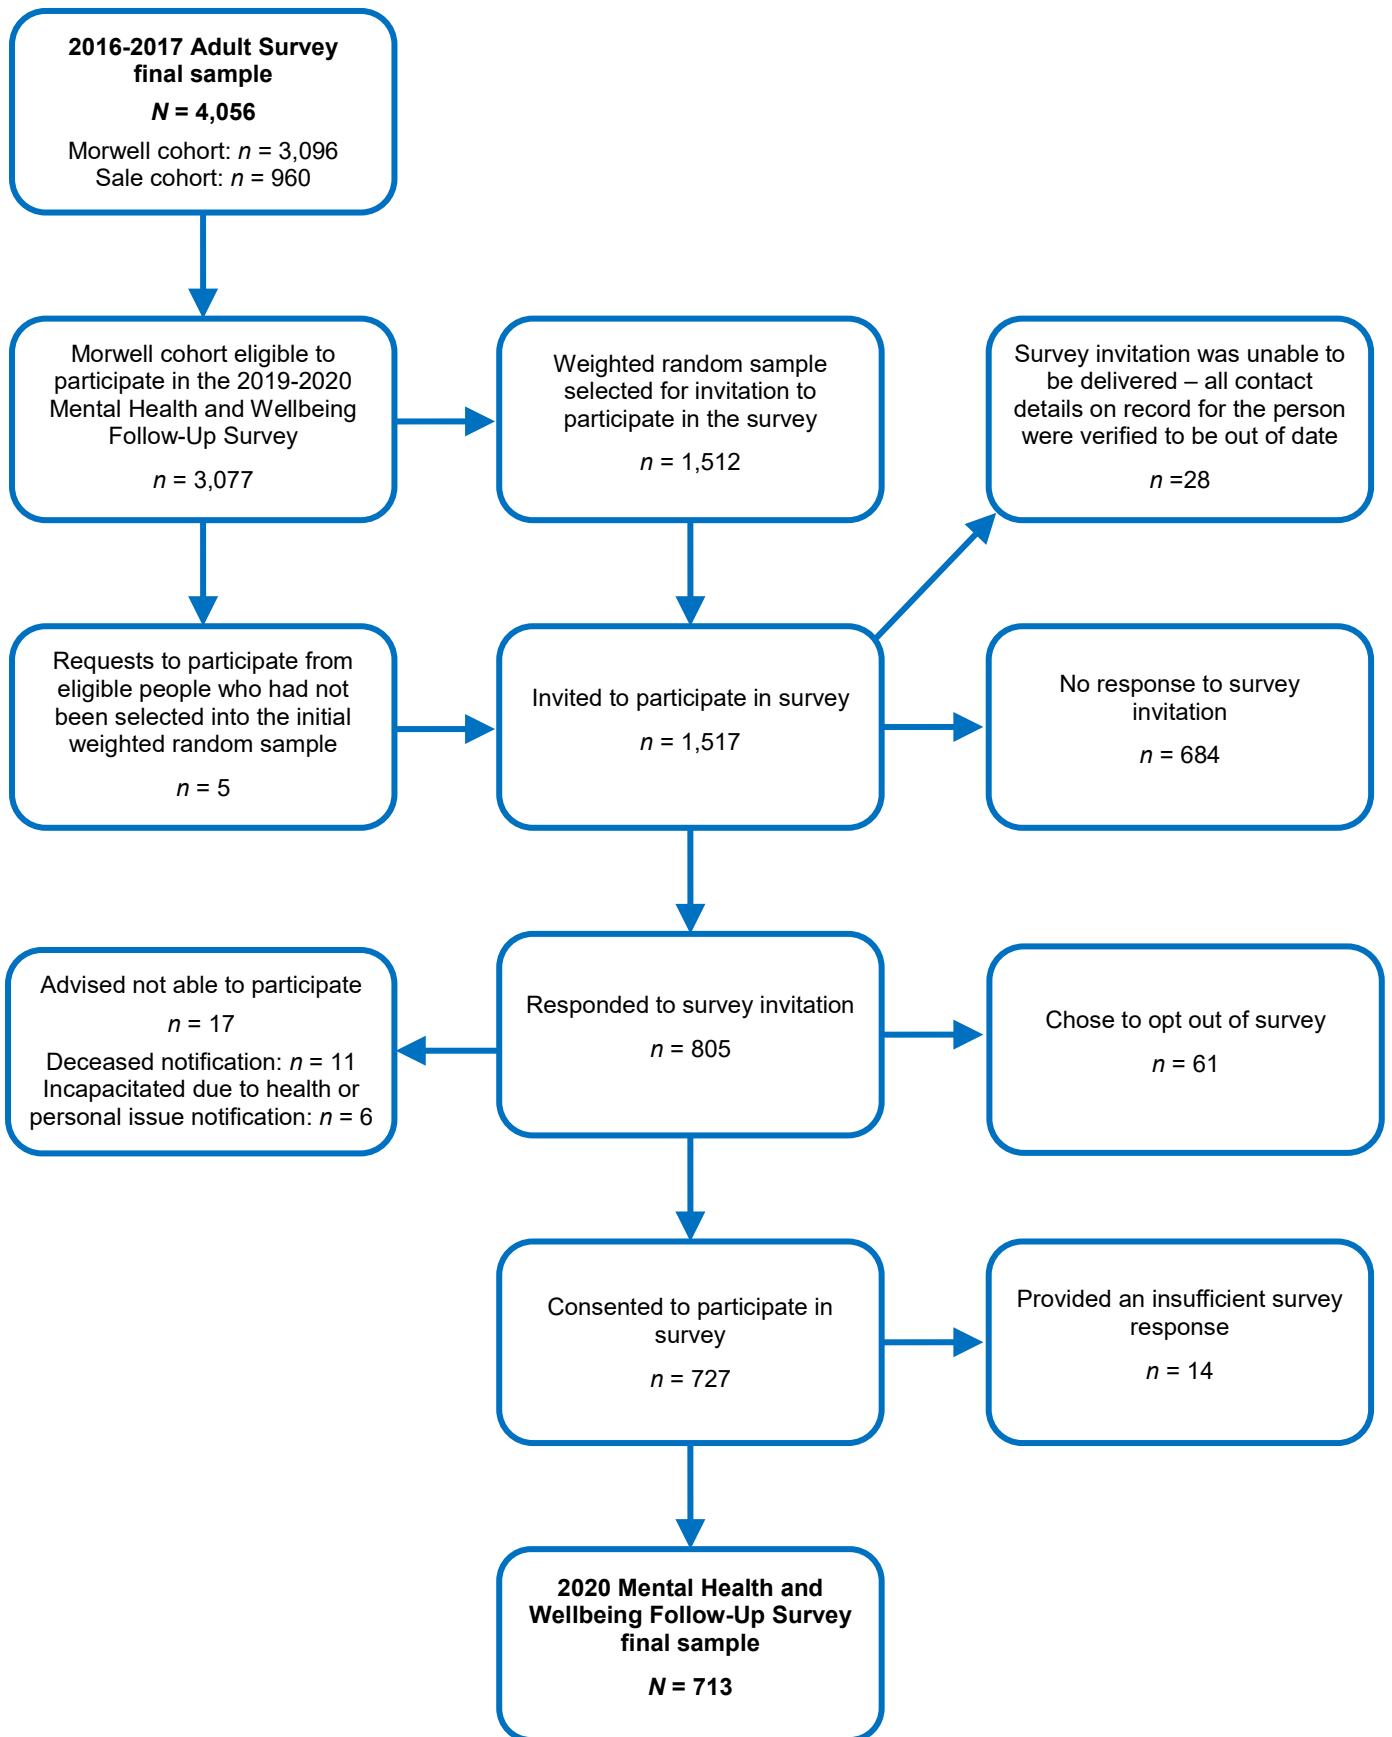 2016-2017 Adult Survey
final sample
N = 4,056
Morwell cohort: n = 3,096
Sale cohort: n = 960
Morwell cohort eligible to
participate in the 2019-2020
Mental Health and Wellbeing
Follow-Up Survey
n = 3,077
Weighted random sample
selected for invitation to
participate in the survey
n = 1,512
Survey invitation was unable to
be delivered – all contact
details on record for the person
were verified to be out of date
n =28
Requests to participate from
eligible people who had not
been selected into the initial
weighted random sample
n = 5
Invited to participate in survey
n = 1,517
No response to survey
invitation
n = 684
Advised not able to participate
n = 17
Deceased notification: n = 11
Incapacitated due to health or
personal issue notification: n = 6
Responded to survey invitation
n = 805
Chose to opt out of survey
n = 61
Consented to participate in
survey
n = 727
Provided an insufficient survey
response
n = 14
2020 Mental Health and
Wellbeing Follow-Up Survey
final sample
N = 713